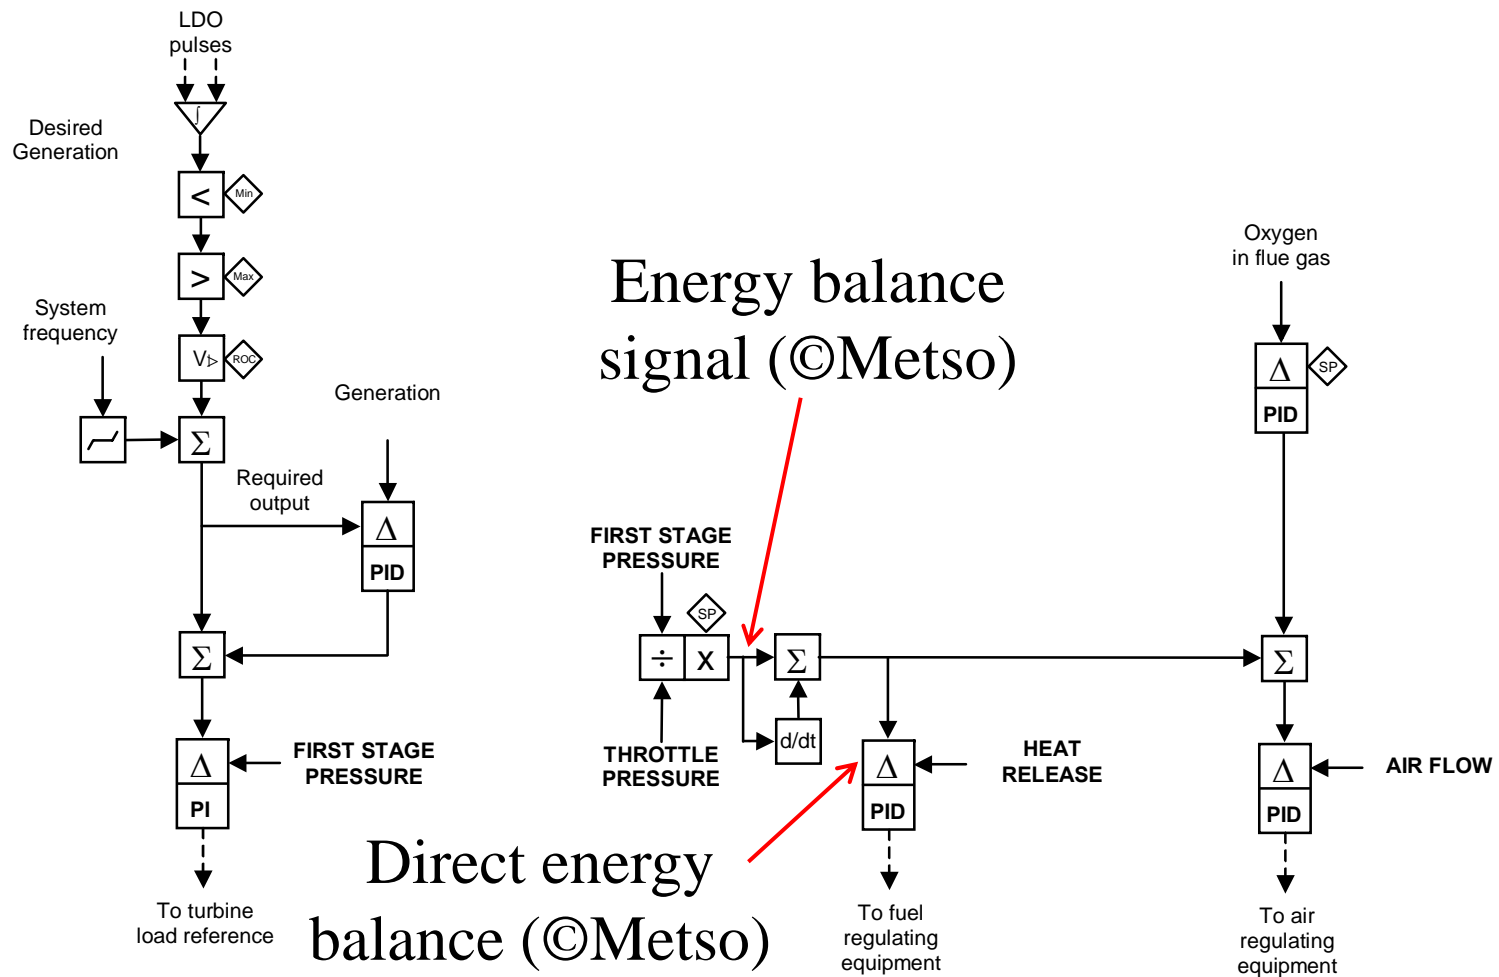 LDO
pulses
∫
Desired
Generation
<
Min
>
Max
System
frequency
V
ROC
Σ
Generation
Required
output
Δ
PID
Σ
Δ
PI
FIRST STAGE
PRESSURE
To turbine
load reference
Energy balance
signal (©Metso)
FIRST STAGE
PRESSURE
SP
÷
X
Σ
d/dt
THROTTLE
PRESSURE
Δ
PID
HEAT
RELEASE
Direct energy
balance (©Metso)
To fuel
regulating
equipment
Oxygen
in flue gas
Δ
SP
PID
Σ
Δ
PID
AIR FLOW
To air
regulating
equipment